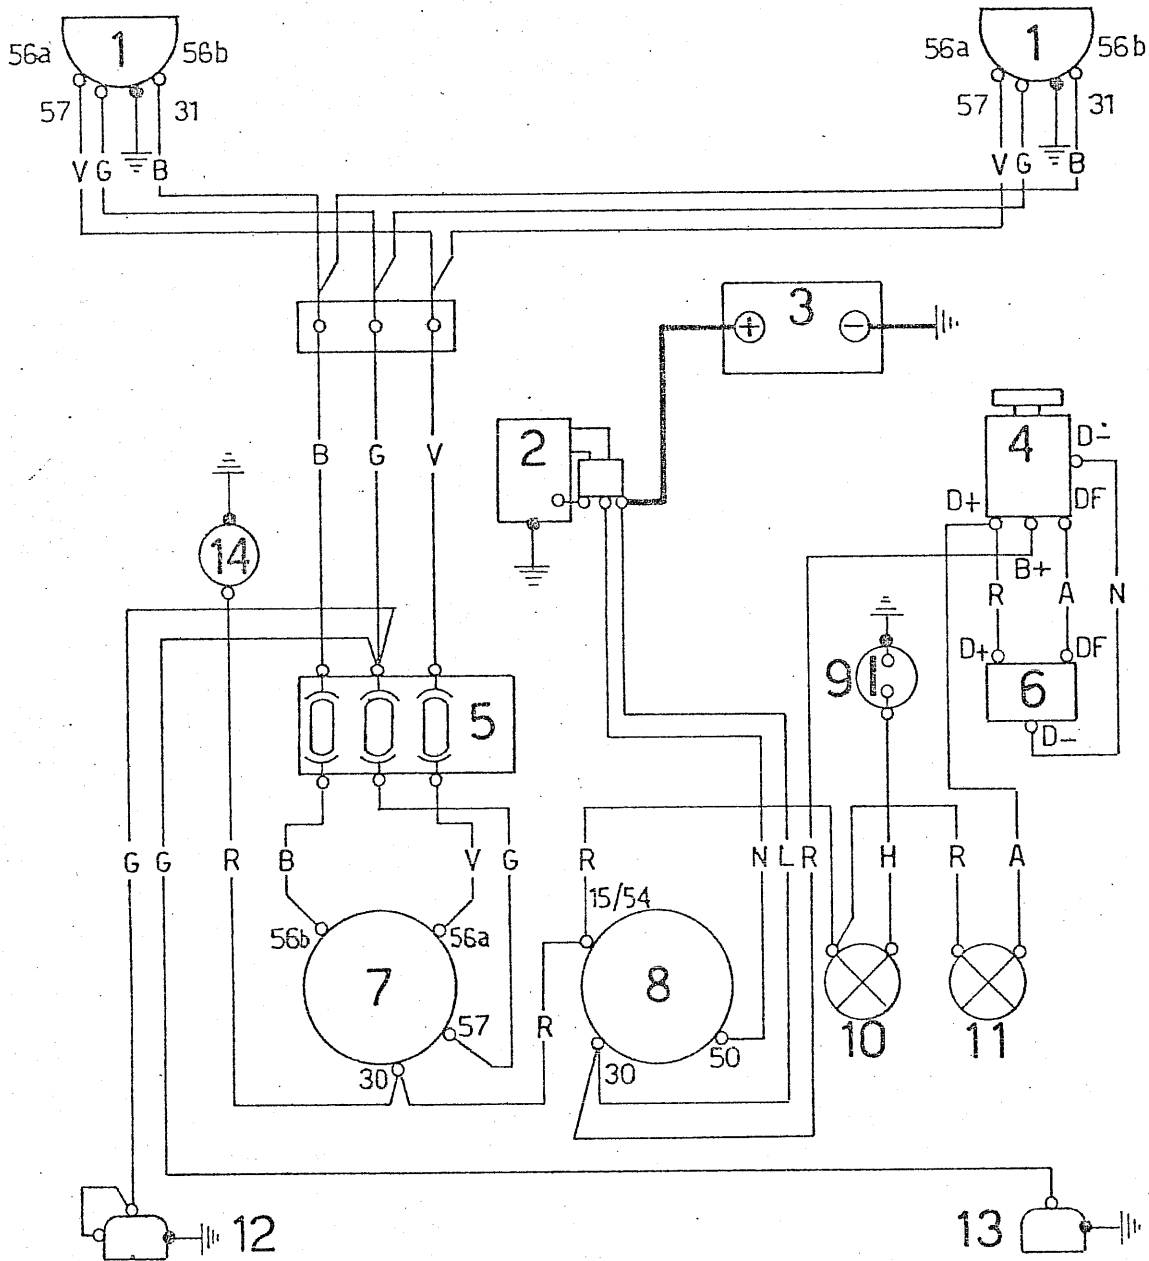 56a 1 56b
56a 1 56b
57 31
57 31
V G B
V G B
3
+ −
2
4 D−
B G V
D+ DF
14
B+
R A N
D+ DF
9
6
D−
5
G G R B V G R N L R H R A
15/54
56b 56a
7 8
57
R
50
30 30
10 11
12 13